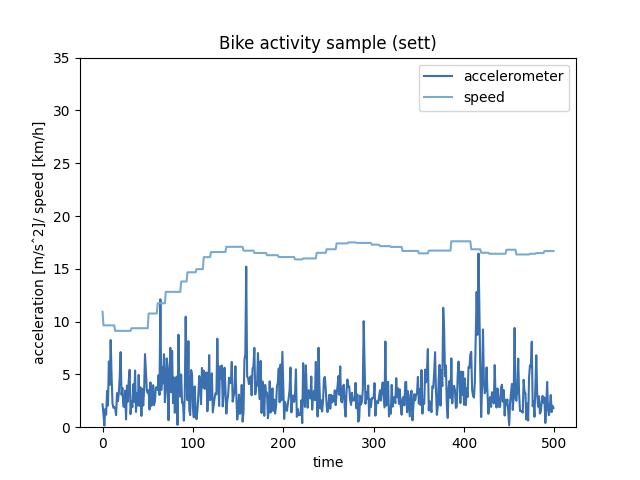 Bike activity sample (sett)
accelerometer
speed
acceleration [m/sˆ2]/ speed [km/h]
35
30
25
20
15
10
5
0
0 100 200 300 400 500
time